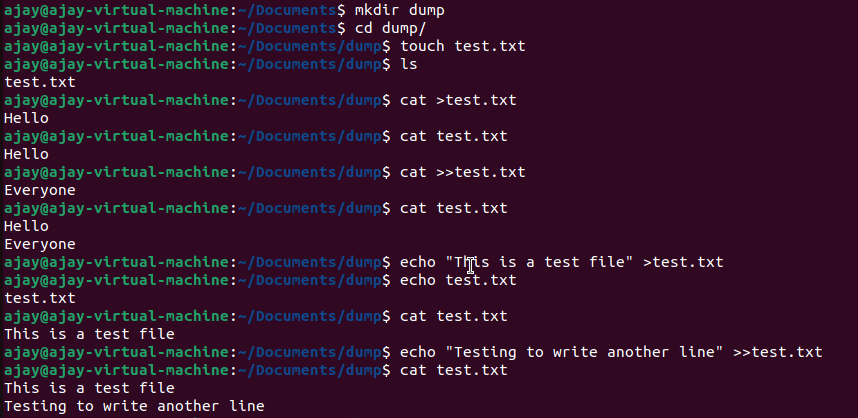 ajay@ajay-virtual-machine:~/Documents$ mkdir dump
ajay@ajay-virtual-machine:~/Documents$ cd dump/
ajay@ajay-virtual-machine:~/Documents/dump$ touch test.txt
ajay@ajay-virtual-machine:~/Documents/dump$ ls
test.txt
ajay@ajay-virtual-machine:~/Documents/dump$ cat >test.txt
Hello
ajay@ajay-virtual-machine:~/Documents/dump$ cat test.txt
Hello
ajay@ajay-virtual-machine:~/Documents/dump$ cat >>test.txt
Everyone
ajay@ajay-virtual-machine:~/Documents/dump$ cat test.txt
Hello
Everyone
ajay@ajay-virtual-machine:~/Documents/dump$ echo "This is a test file" >test.txt
ajay@ajay-virtual-machine:~/Documents/dump$ echo test.txt
test.txt
ajay@ajay-virtual-machine:~/Documents/dump$ cat test.txt
This is a test file
ajay@ajay-virtual-machine:~/Documents/dump$ echo "Testing to write another line" >>test.txt
ajay@ajay-virtual-machine:~/Documents/dump$ cat test.txt
This is a test file
Testing to write another line